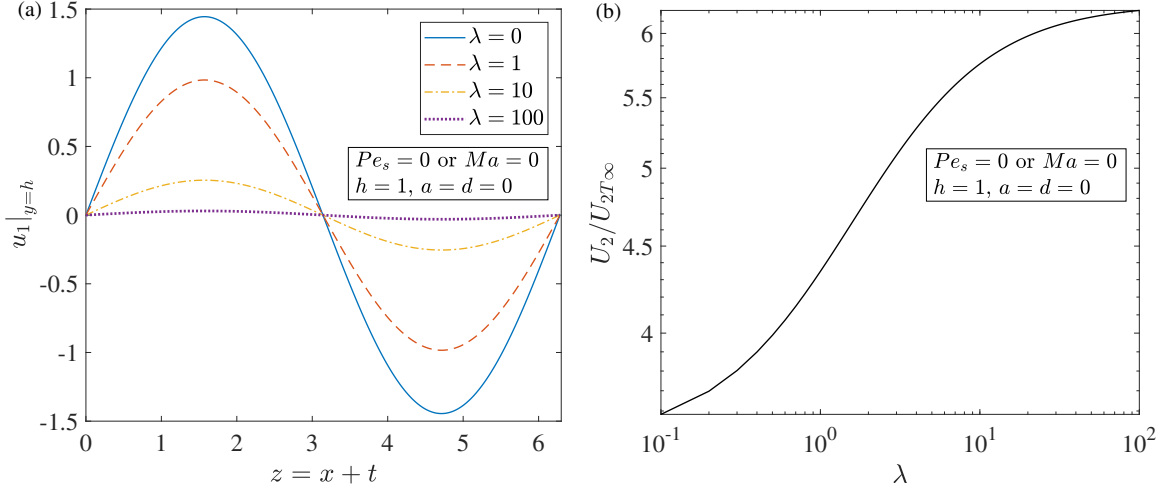 (a)
1.5
1
0.5
0
-0.5
-1
-1.5
u₁|y=h
λ = 0
λ = 1
λ = 10
λ = 100
Peₛ = 0 or Ma = 0
h = 1, a = d = 0
0 1 2 3 4 5 6
z = x + t
(b)
6
5.5
5
4.5
4
U₂/U₂T∞
Peₛ = 0 or Ma = 0
h = 1, a = d = 0
10⁻¹ 10⁰ 10¹ 10²
λ